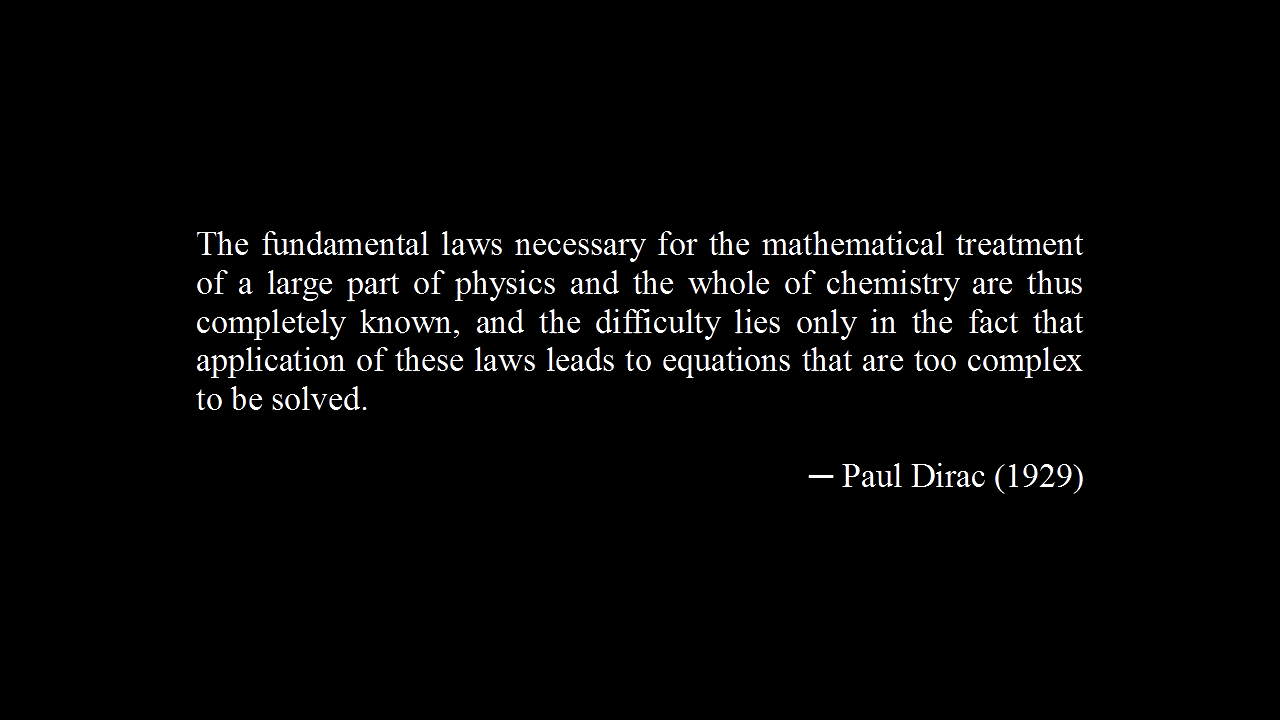 The fundamental laws necessary for the mathematical treatment
of a large part of physics and the whole of chemistry are thus
completely known, and the difficulty lies only in the fact that
application of these laws leads to equations that are too complex
to be solved.
— Paul Dirac (1929)